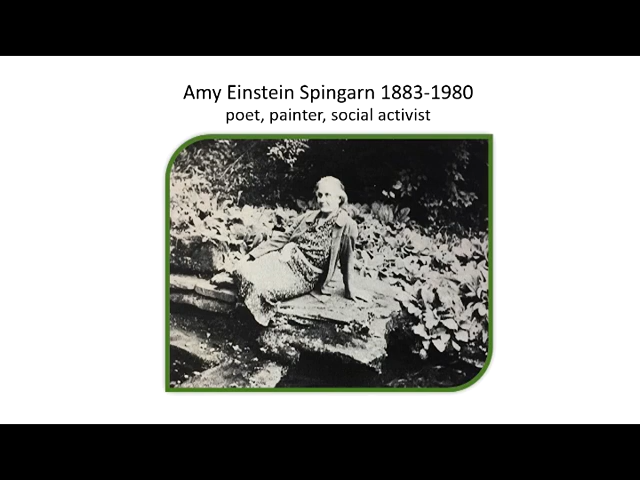 Amy Einstein Spingarn 1883-1980
poet, painter, social activist